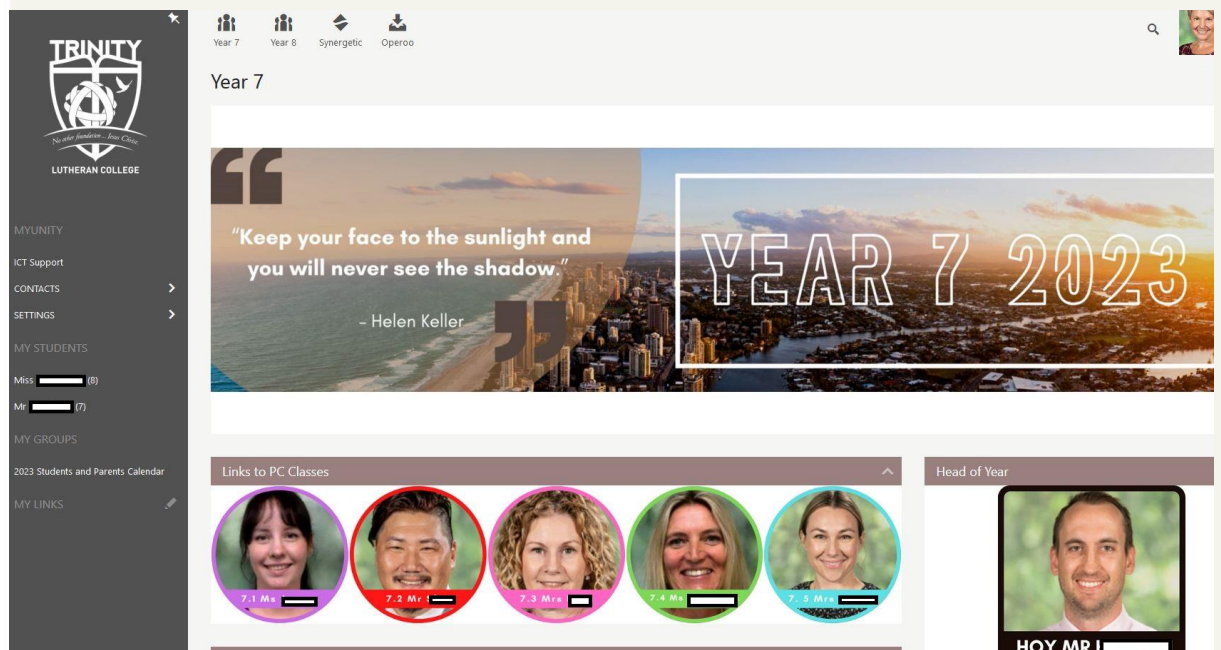 TRINITY
No other foundation... Jesus Christ
LUTHERAN COLLEGE
MYUNITY
ICT Support
CONTACTS
SETTINGS
MY STUDENTS
Miss (8)
Mr (7)
MY GROUPS
2023 Students and Parents Calendar
MY LINKS
Year 7
Year 8
Synergetic
Operoo
Year 7
“Keep your face to the sunlight and
you will never see the shadow.”
– Helen Keller
YEAR 7 2023
Links to PC Classes
7.1 Ms
7.2 Mr
7.3 Mrs
7.4 Ms
7. 5 Mrs
Head of Year
HOY MR